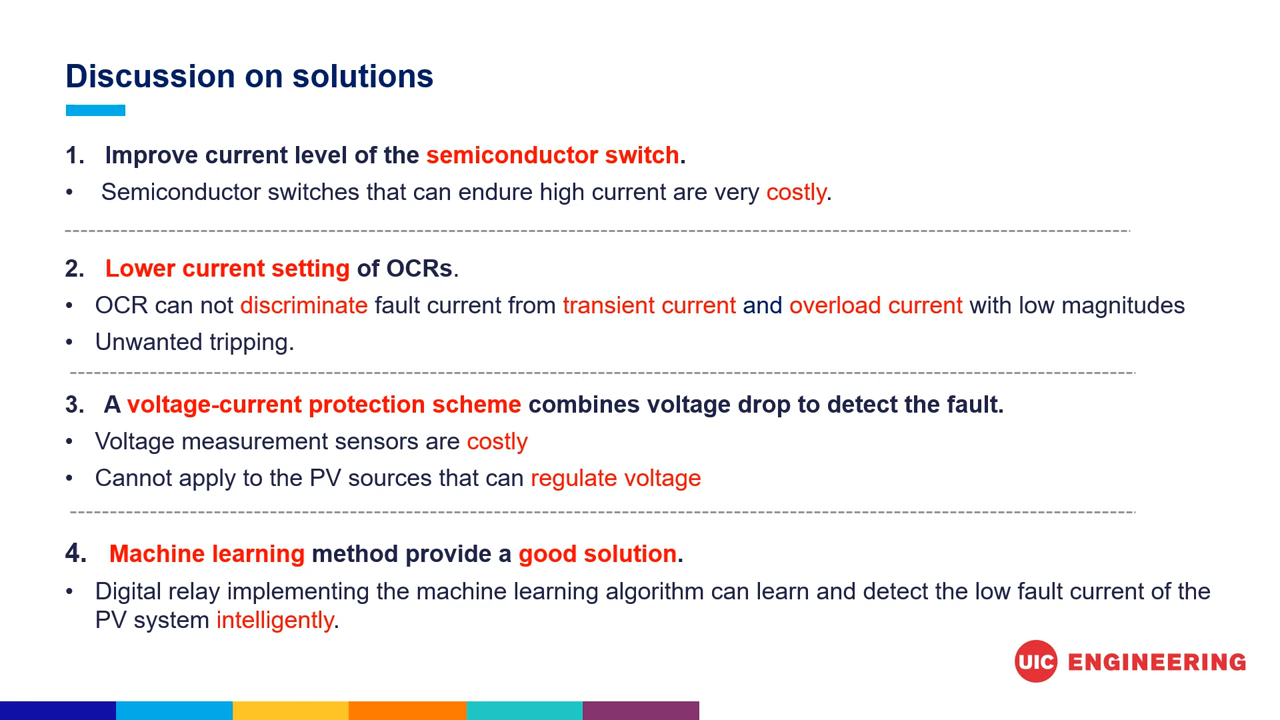 Discussion on solutions
1. Improve current level of the semiconductor switch.
• Semiconductor switches that can endure high current are very costly.
2. Lower current setting of OCRs.
• OCR can not discriminate fault current from transient current and overload current with low magnitudes
• Unwanted tripping.
3. A voltage-current protection scheme combines voltage drop to detect the fault.
• Voltage measurement sensors are costly
• Cannot apply to the PV sources that can regulate voltage
4. Machine learning method provide a good solution.
• Digital relay implementing the machine learning algorithm can learn and detect the low fault current of the
PV system intelligently.
UIC ENGINEERING